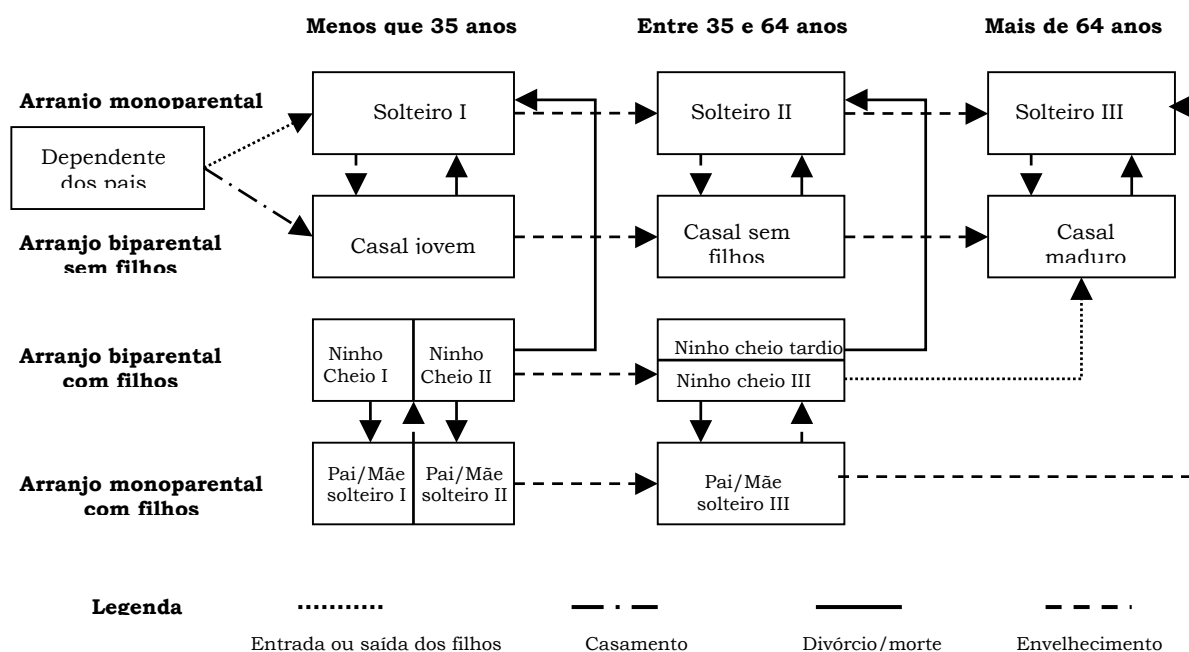 Menos que 35 anos
Entre 35 e 64 anos
Mais de 64 anos
Arranjo monoparental
Solteiro I
Solteiro II
Solteiro III
Dependente
dos pais
Arranjo biparental
sem filhos
Casal jovem
Casal sem
filhos
Casal
maduro
Arranjo biparental
com filhos
Ninho
Cheio I
Ninho
Cheio II
Ninho cheio tardio
Ninho cheio III
Arranjo monoparental
com filhos
Pai/Mãe
solteiro I
Pai/Mãe
solteiro II
Pai/Mãe
solteiro III
Legenda
Entrada ou saída dos filhos
Casamento
Divórcio/morte
Envelhecimento